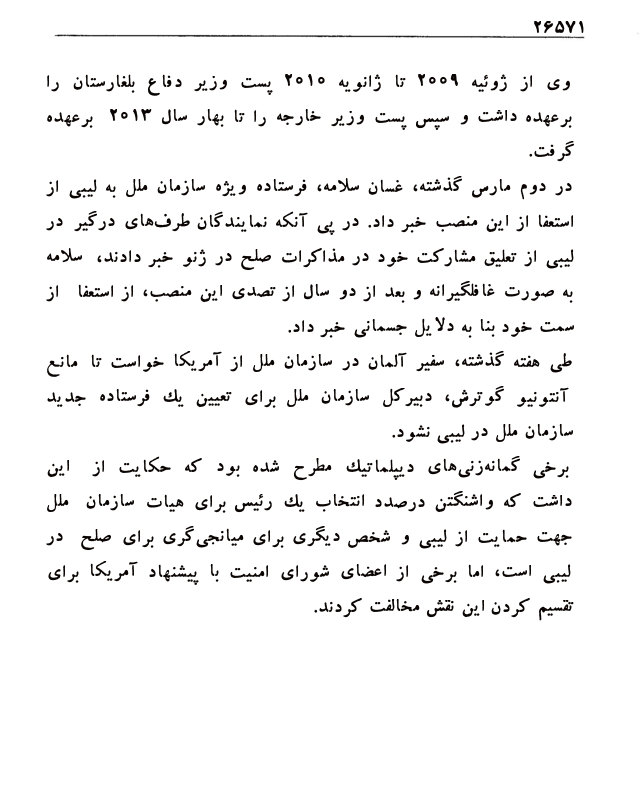 ۲۶۵۷۱
وی از ژوئیه ۲۰۰۹ تا ژانویه ۲۰۱۰ پست وزیر دفاع بلغارستان را
برعهده داشت و سپس پست وزیر خارجه را تا بهار سال ۲۰۱۳ برعهده
گرفت.
در دوم مارس گذشته، غسان سلامه، فرستاده ویژه سازمان ملل به لیبی از
استعفا از این منصب خبر داد. در پی آنکه نمایندگان طرف‌های درگیر در
لیبی از تعلیق مشارکت خود در مذاکرات صلح در ژنو خبر دادند، سلامه
به صورت غافلگیرانه و بعد از دو سال از تصدی این منصب، از استعفا از
سمت خود بنا به دلایل جسمانی خبر داد.
طی هفته گذشته، سفیر آلمان در سازمان ملل از آمریکا خواست تا مانع
آنتونیو گوترش، دبیرکل سازمان ملل برای تعیین یك فرستاده جدید
سازمان ملل در لیبی نشود.
برخی گمانه‌زنی‌های دیپلماتیك مطرح شده بود که حکایت از این
داشت که واشنگتن درصدد انتخاب یك رئیس برای هیات سازمان ملل
جهت حمایت از لیبی و شخص دیگری برای میانجی‌گری برای صلح در
لیبی است، اما برخی از اعضای شورای امنیت با پیشنهاد آمریکا برای
تقسیم کردن این نقش مخالفت کردند.